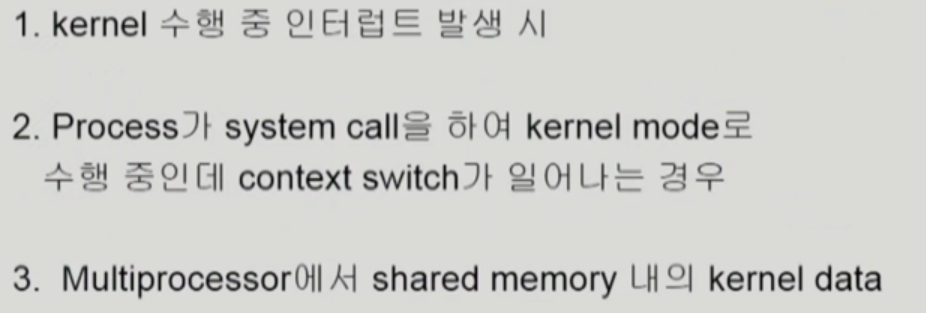 1. kernel 수행 중 인터럽트 발생 시
2. Process가 system call을 하여 kernel mode로
수행 중인데 context switch가 일어나는 경우
3. Multiprocessor에서 shared memory 내의 kernel data